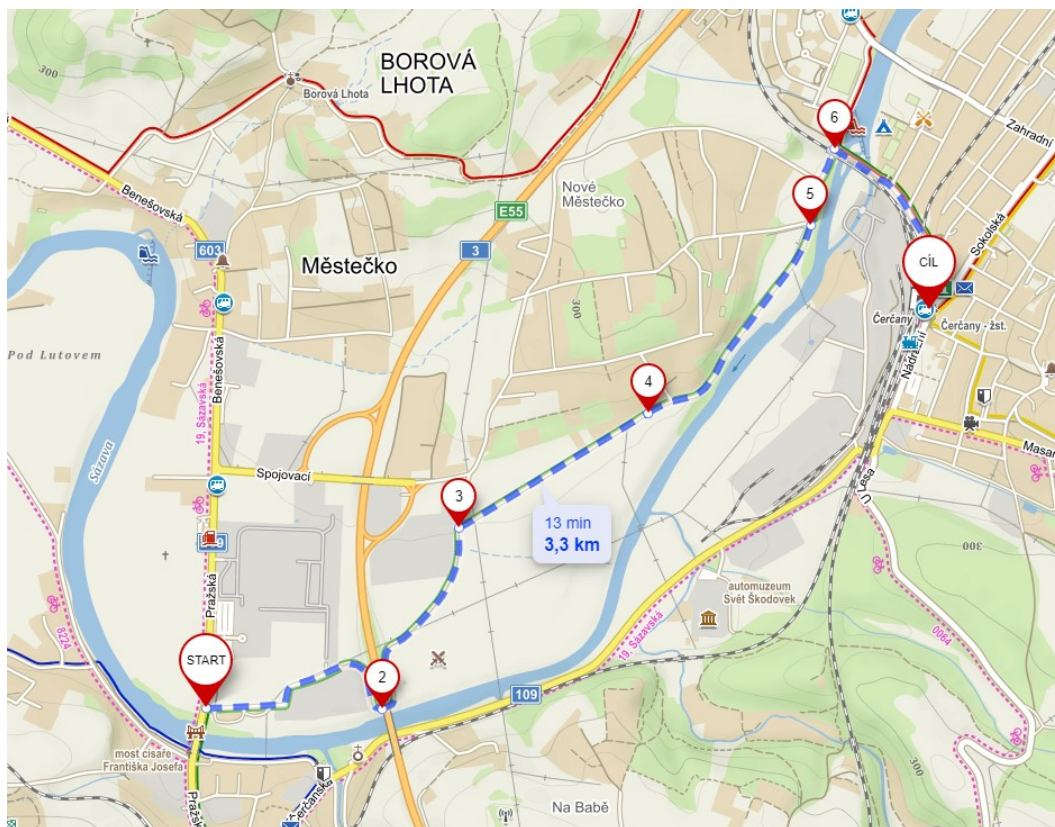 BOROVÁ
LHOTA
300
Borová Lhota
6
Zahradní
Benešovská
Nové
Městečko
E55
5
603
3
Sokolská
CÍL
Městečko
Čerčany
Čerčany - žst.
300
Pod Lutovem
Benešovská
Nádražní
19, Sázavská
4
Sázava
Masar
Spojovací
U Lesa
3
13 min
3,3 km
300
automuzeum
Svět Škodovek
Pražská
8224
19, Sázavská
0064
START
2
109
most císaře
Františka Josefa
Čerčanská
Pražsk
Na Babě
300